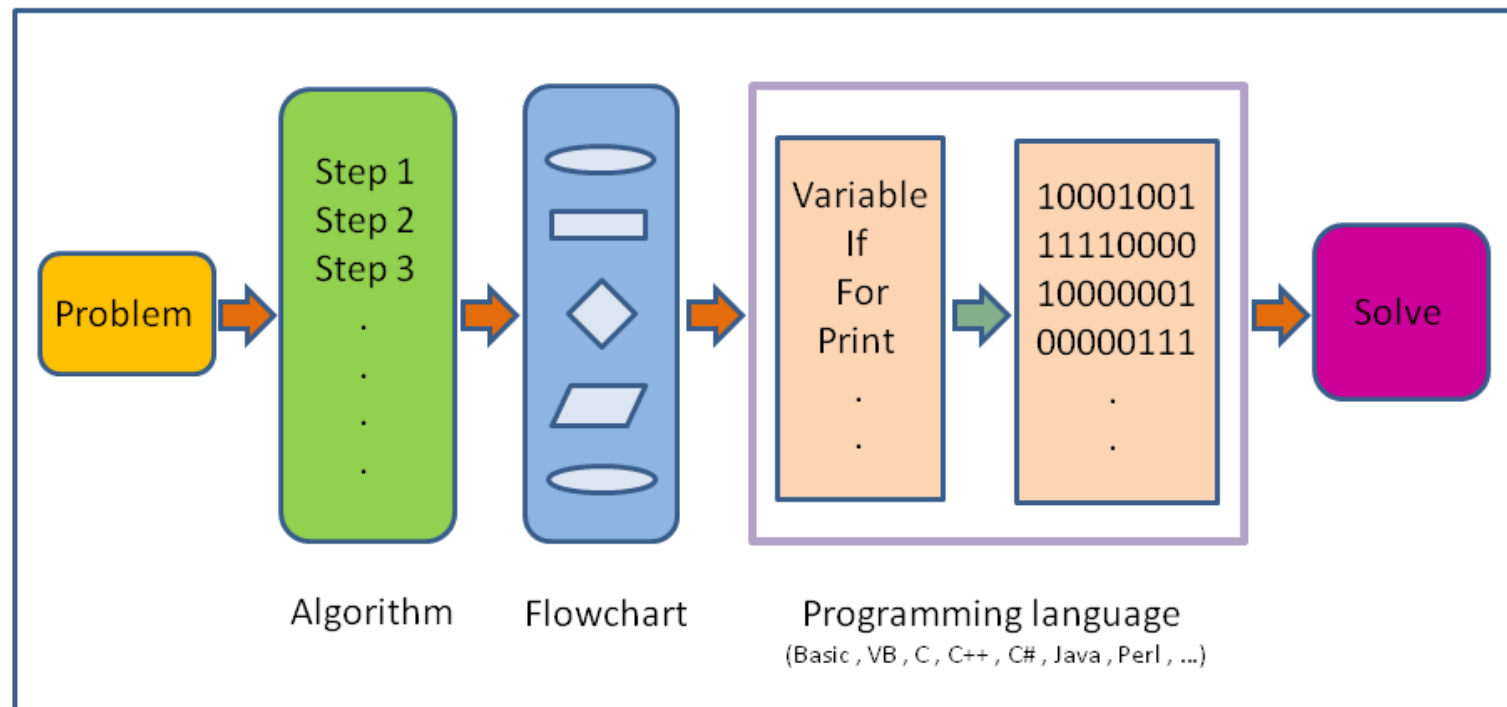 Problem
Step 1
Step 2
Step 3
.
.
.
.
Algorithm
Flowchart
Variable
If
For
Print
.
.
10001001
11110000
10000001
00000111
.
.
Programming language
(Basic , VB , C , C++ , C# , Java , Perl , ...)
Solve